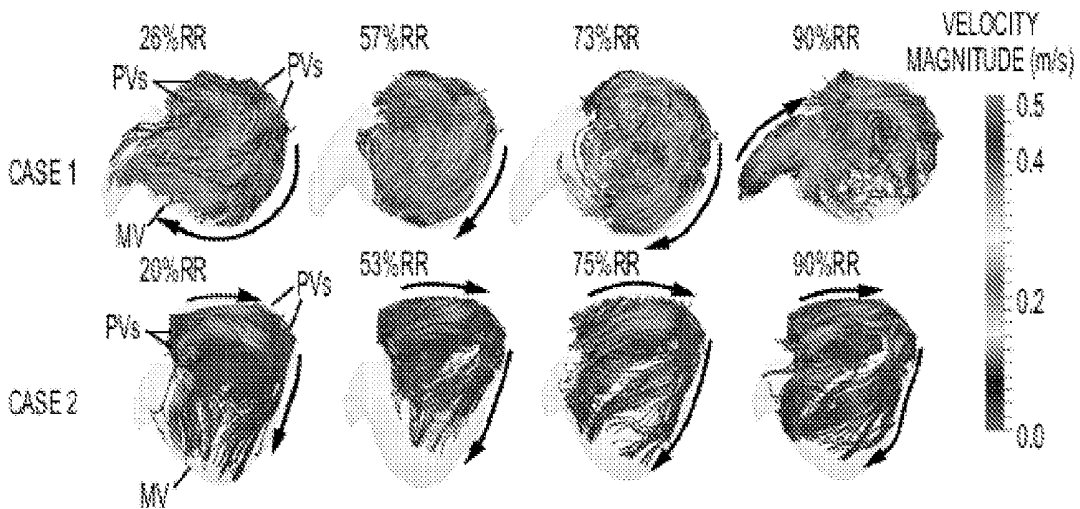 26%RR 57%RR 73%RR 90%RR
VELOCITY
MAGNITUDE (m/s)
PVs PVs
0.5
0.4
CASE 1
MV
20%RR 53%RR 75%RR 90%RR
PVs
0.2
PVs
CASE 2
0.0
MV